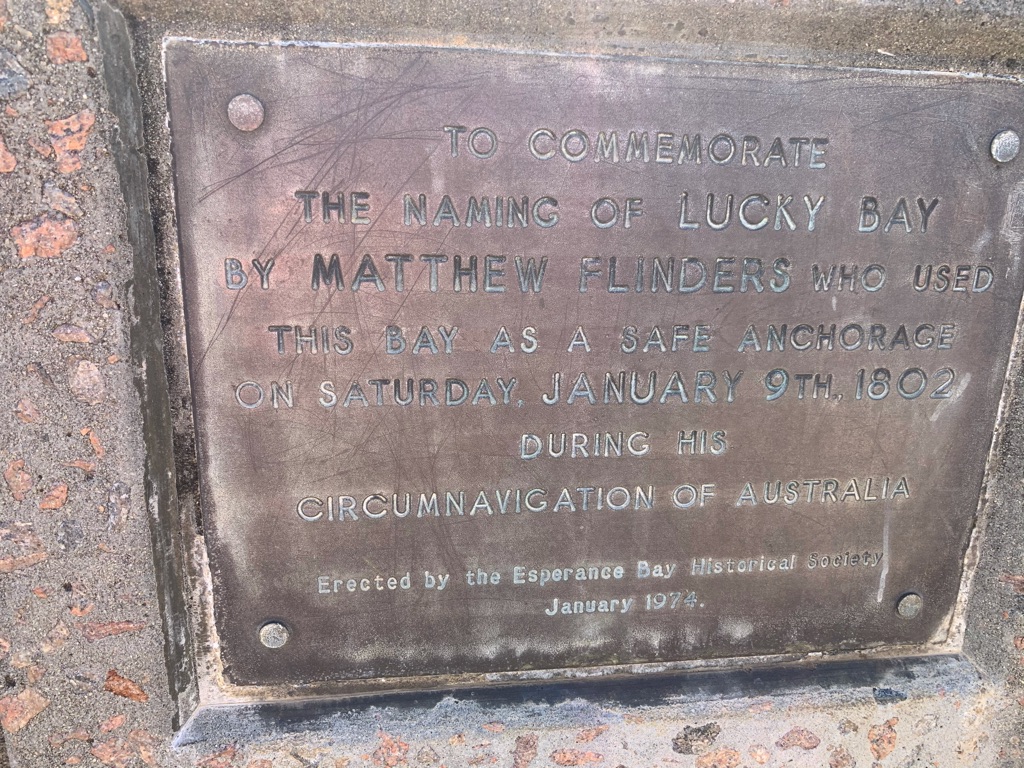 TO COMMEMORATE
THE NAMING OF LUCKY BAY
BY MATTHEW FLINDERS WHO USED
THIS BAY AS A SAFE ANCHORAGE
ON SATURDAY, JANUARY 9TH., 1802
DURING HIS
CIRCUMNAVIGATION OF AUSTRALIA
Erected by the Esperance Bay Historical Society
January 1974.